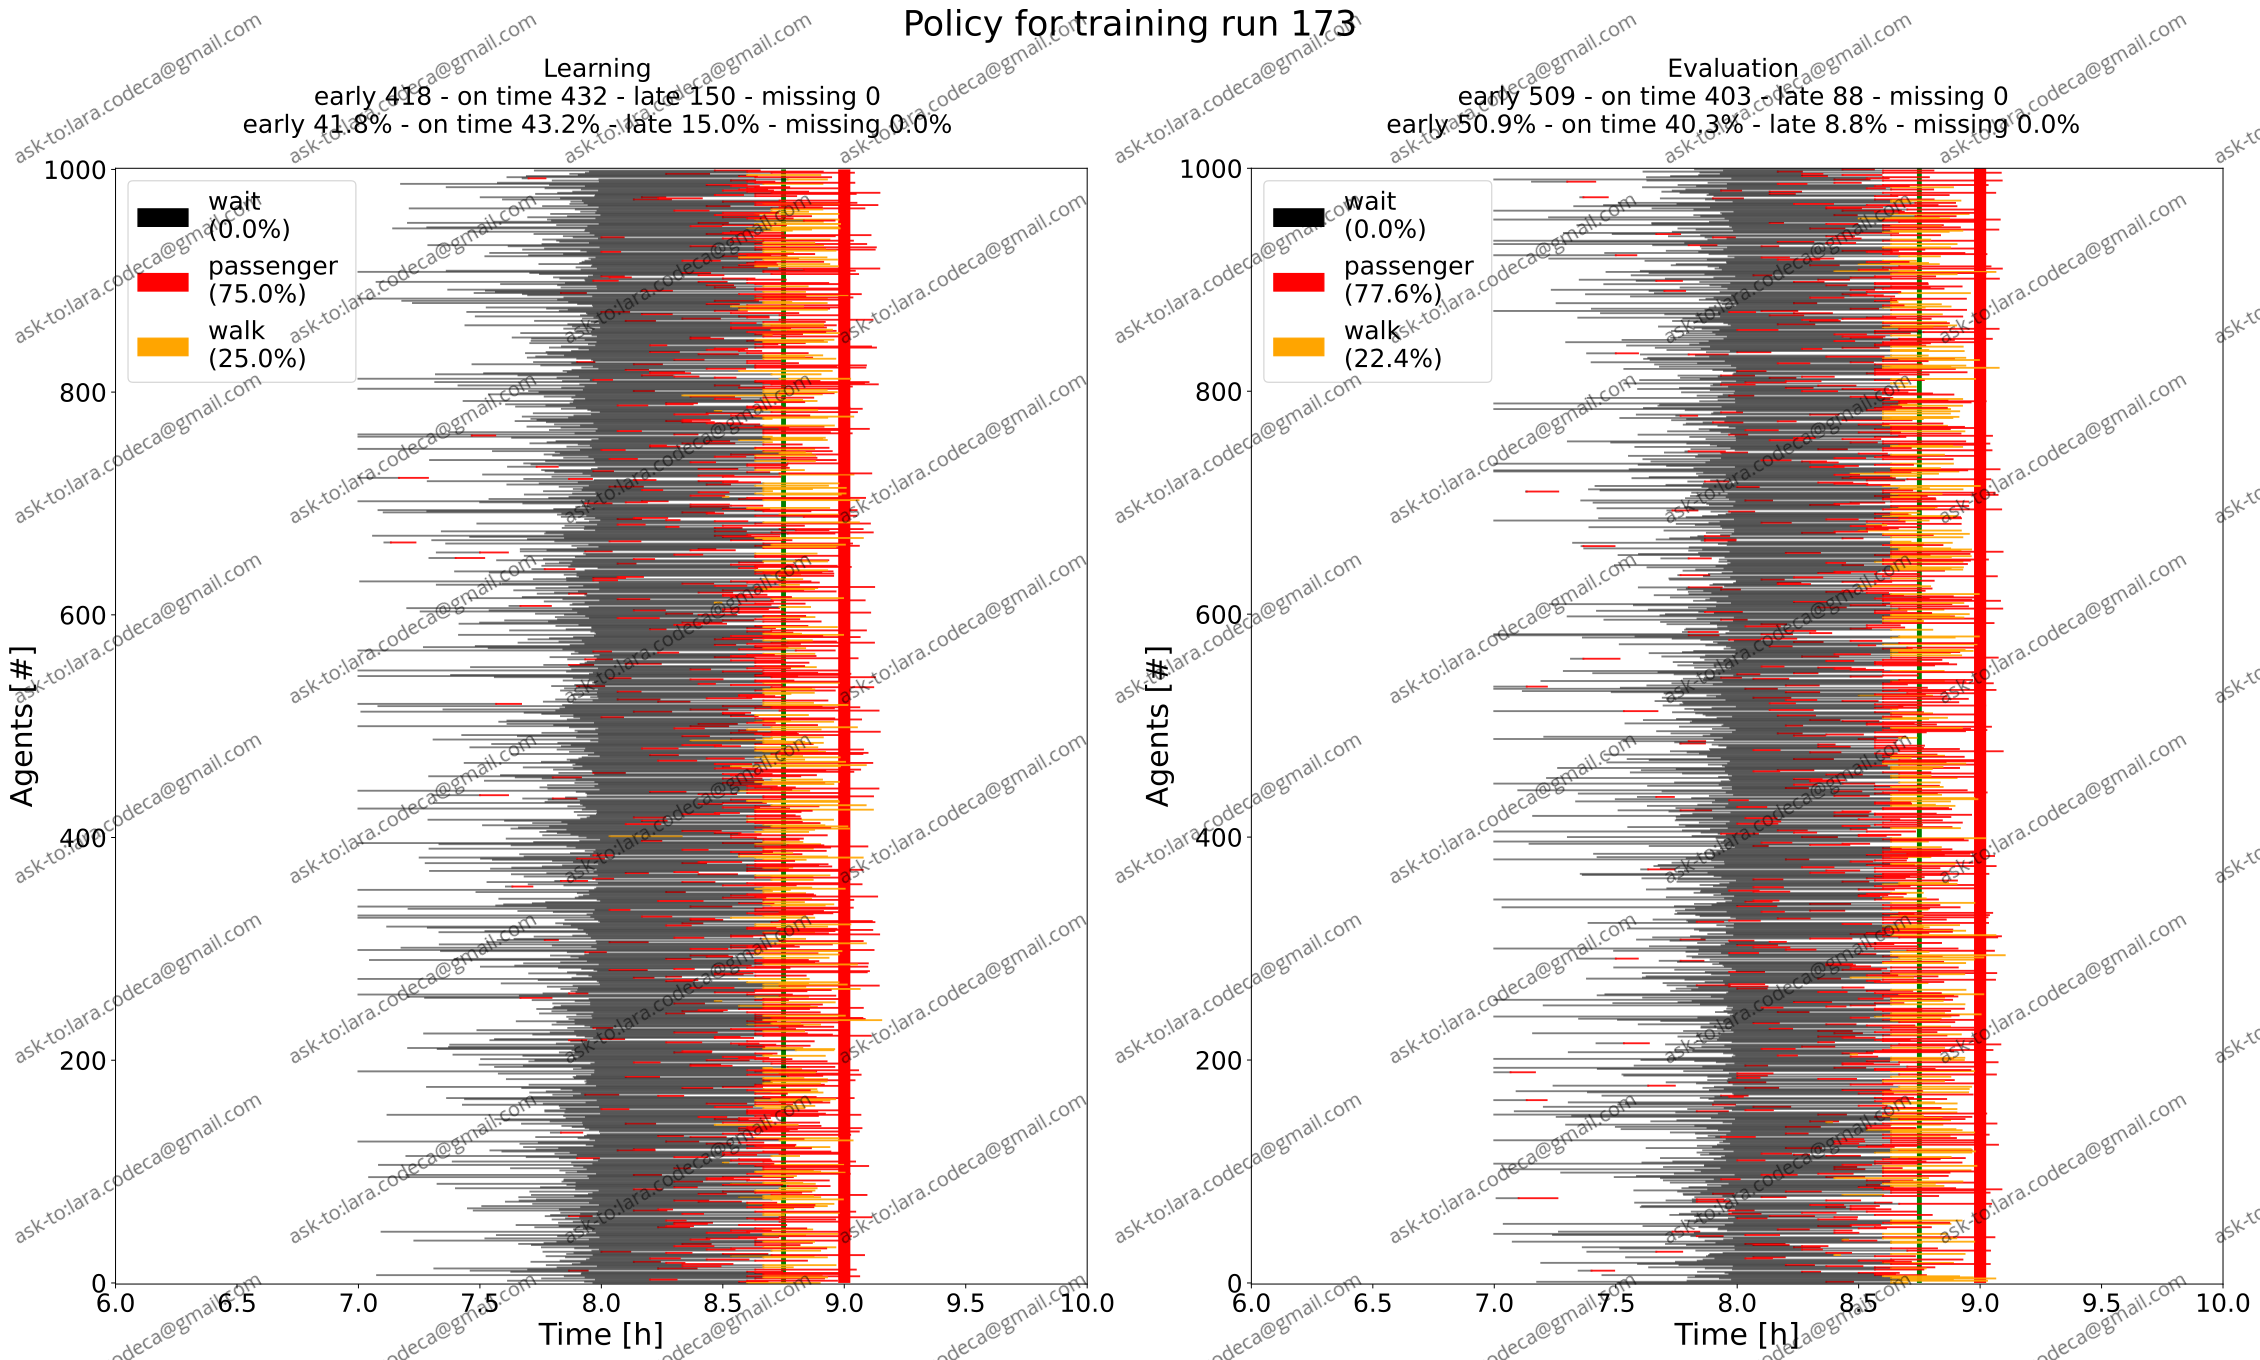 Policy for training run 173
Learning
early 418 - on time 432 - late 150 - missing 0
early 41.8% - on time 43.2% - late 15.0% - missing 0.0%
wait
(0.0%)
passenger
(75.0%)
walk
(25.0%)
1000
800
600
400
200
0
Agents [#]
6.0 6.5 7.0 7.5 8.0 8.5 9.0 9.5 10.0
Time [h]
Evaluation
early 509 - on time 403 - late 88 - missing 0
early 50.9% - on time 40.3% - late 8.8% - missing 0.0%
wait
(0.0%)
passenger
(77.6%)
walk
(22.4%)
1000
800
600
400
200
0
Agents [#]
6.0 6.5 7.0 7.5 8.0 8.5 9.0 9.5 10.0
Time [h]
ask-to:lara.codeca@gmail.com